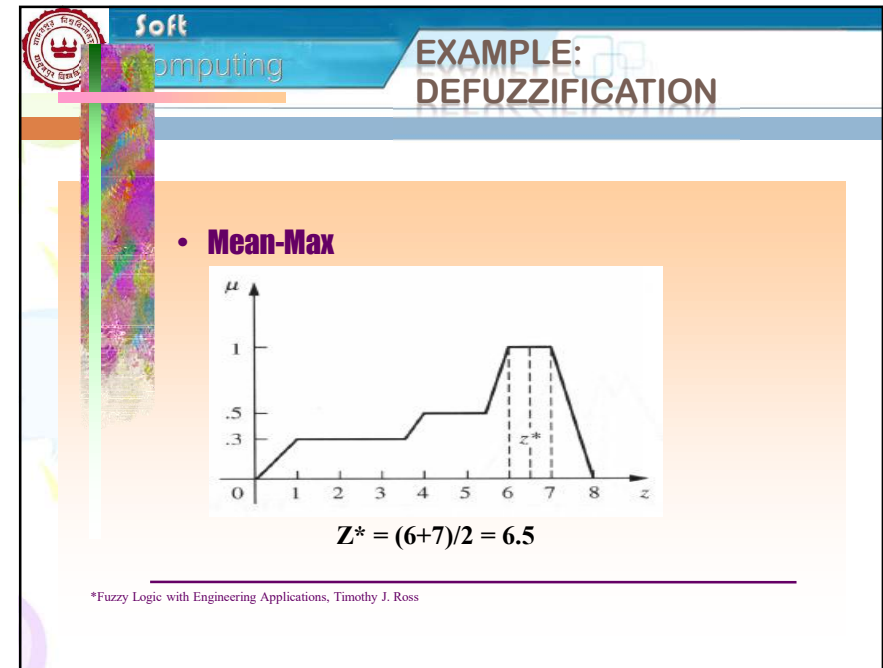 Soft
omputing
EXAMPLE:
DEFUZZIFICATION
• Mean-Max
μ
1
.5
.3
z*
0 1 2 3 4 5 6 7 8 z
Z* = (6+7)/2 = 6.5
*Fuzzy Logic with Engineering Applications, Timothy J. Ross